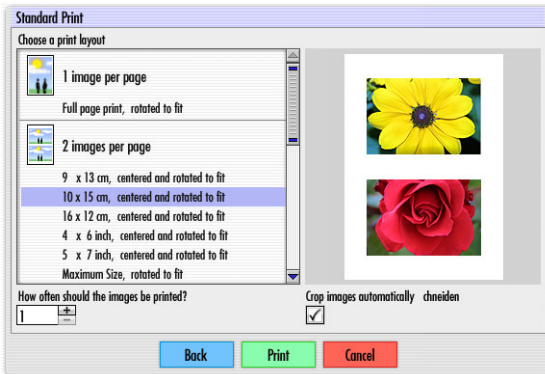 Standard Print
Choose a print layout
1 image per page
Full page print, rotated to fit
2 images per page
9 x 13 cm, centered and rotated to fit
10 x 15 cm, centered and rotated to fit
16 x 12 cm, centered and rotated to fit
4 x 6 inch, centered and rotated to fit
5 x 7 inch, centered and rotated to fit
Maximum Size, rotated to fit
How often should the images be printed?
1
Crop images automatically chneiden
Back Print Cancel